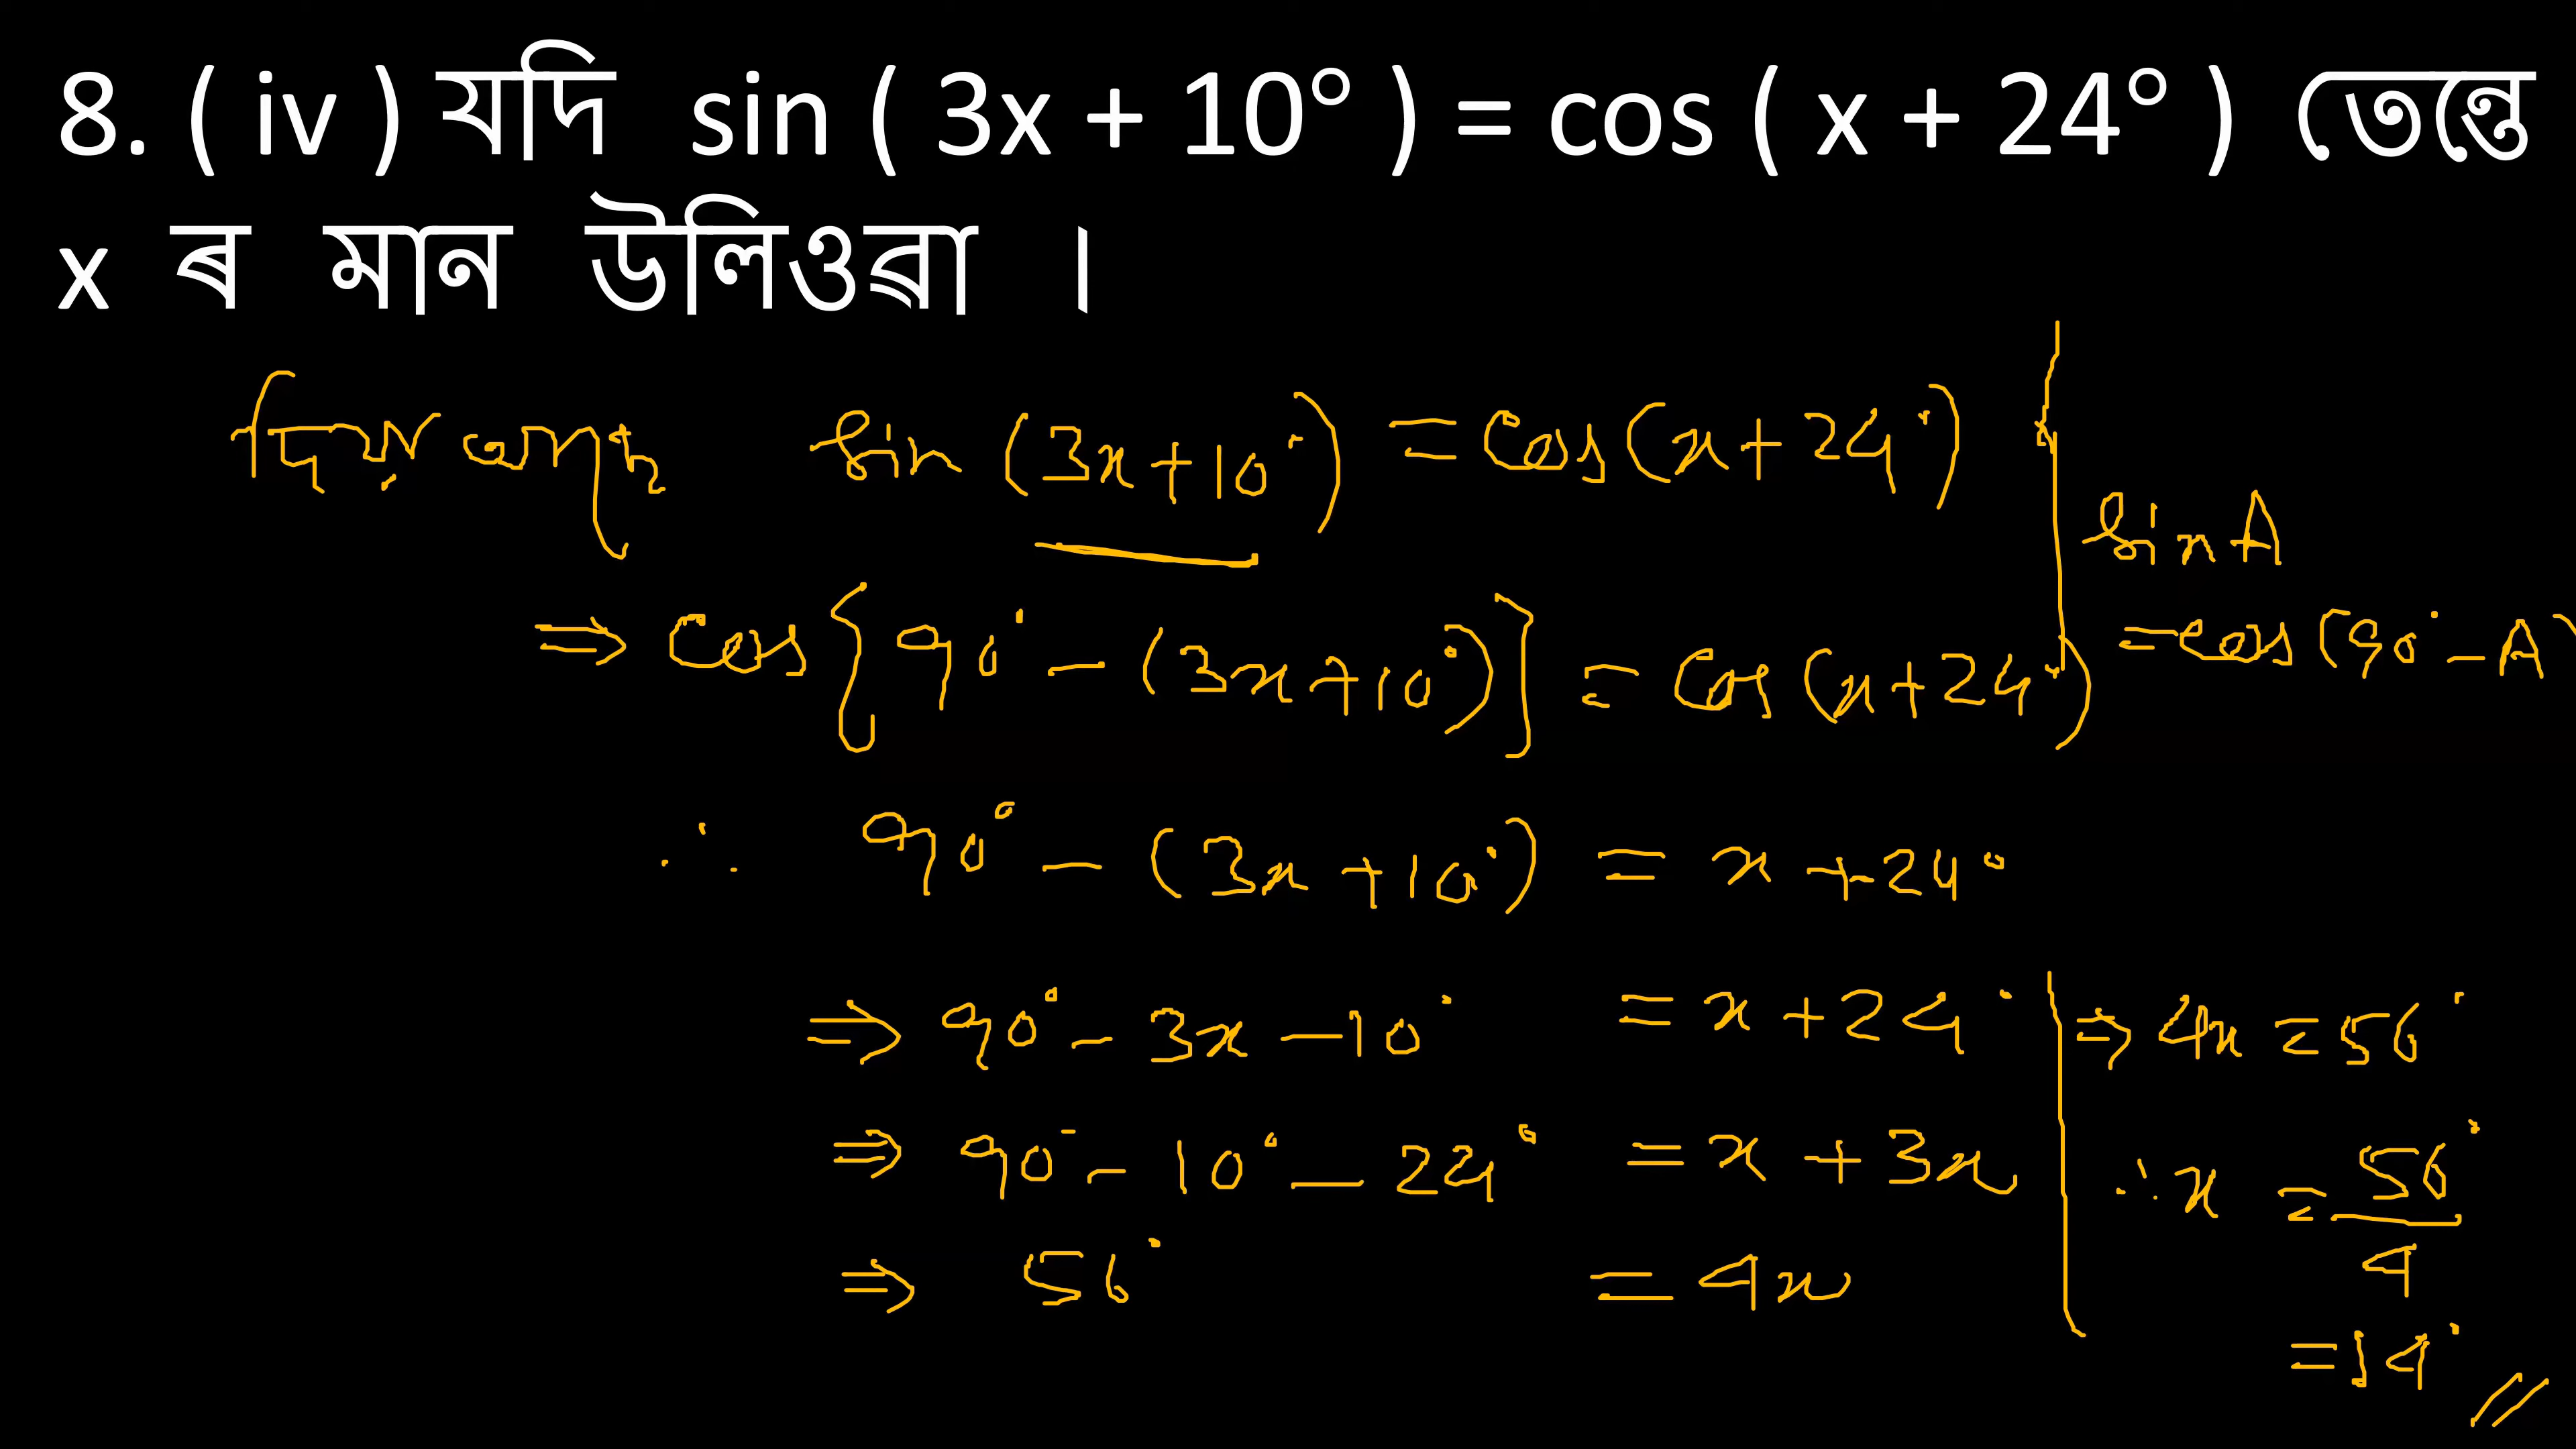 8. ( iv ) যদি sin ( 3x + 10° ) = cos ( x + 24° ) তেন্তে
x ৰ মান উলিওৱা ।
দিয়া আছে sin (3x+10°) = cos(x+24°)
⇒ cos{90° - (3x+10°)] = cos(x+24°)
∴ 90° - (3x+10°) = x+24°
⇒ 90° - 3x - 10° = x+24°
⇒ 90° - 10° - 24° = x+3x
⇒ 56° = 4x
sin A
= cos(90° - A)
⇒ 4x = 56°
∴ x = 56°/4
= 14° //